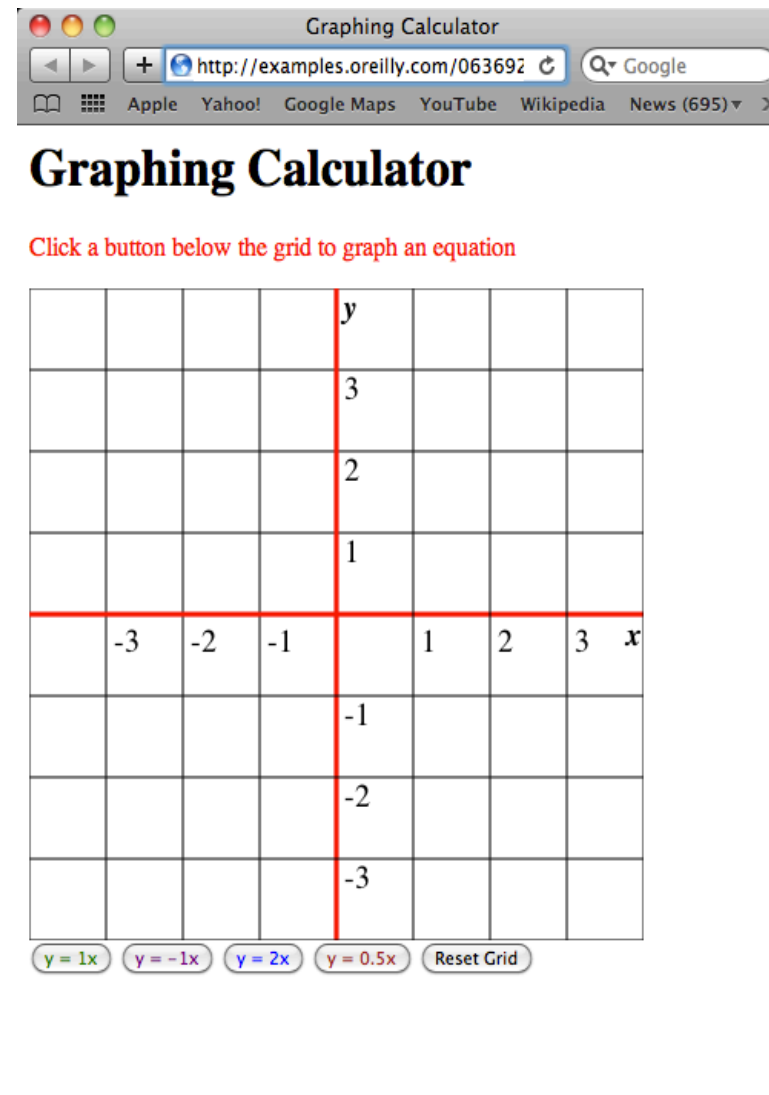 Graphing Calculator
+ http://examples.oreilly.com/063692 Google
Apple Yahoo! Google Maps YouTube Wikipedia News (695)
Graphing Calculator
Click a button below the grid to graph an equation
y
3
2
1
-3 -2 -1 1 2 3 x
-1
-2
-3
y = 1x y = -1x y = 2x y = 0.5x Reset Grid